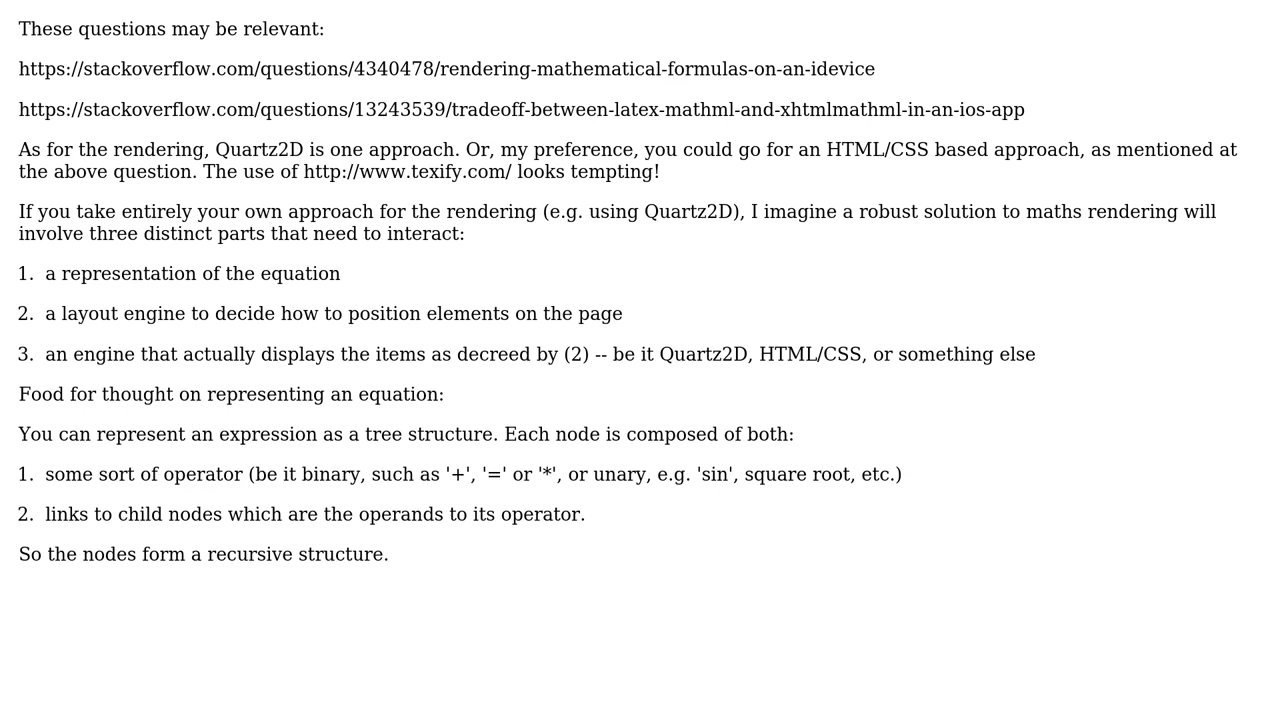 These questions may be relevant:
https://stackoverflow.com/questions/4340478/rendering-mathematical-formulas-on-an-idevice
https://stackoverflow.com/questions/13243539/tradeoff-between-latex-mathml-and-xhtmlmathml-in-an-ios-app
As for the rendering, Quartz2D is one approach. Or, my preference, you could go for an HTML/CSS based approach, as mentioned at
the above question. The use of http://www.texify.com/ looks tempting!
If you take entirely your own approach for the rendering (e.g. using Quartz2D), I imagine a robust solution to maths rendering will
involve three distinct parts that need to interact:
1. a representation of the equation
2. a layout engine to decide how to position elements on the page
3. an engine that actually displays the items as decreed by (2) -- be it Quartz2D, HTML/CSS, or something else
Food for thought on representing an equation:
You can represent an expression as a tree structure. Each node is composed of both:
1. some sort of operator (be it binary, such as '+', '=' or '*', or unary, e.g. 'sin', square root, etc.)
2. links to child nodes which are the operands to its operator.
So the nodes form a recursive structure.